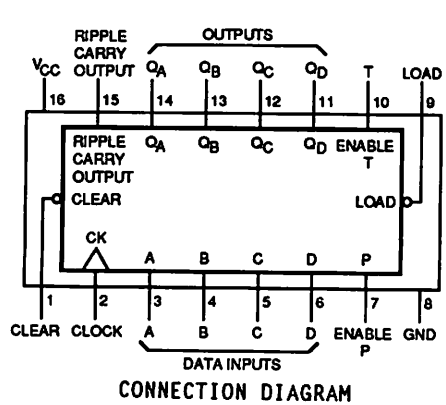 RIPPLE
CARRY
OUTPUT
OUTPUTS
VCC QA QB QC QD T LOAD
16 15 14 13 12 11 10 9
RIPPLE
CARRY
OUTPUT
QA QB QC QD ENABLE
T
CLEAR LOAD
CK
A B C D P
1 2 3 4 5 6 7 8
CLEAR CLOCK A B C D ENABLE
P
GND
DATA INPUTS
CONNECTION DIAGRAM